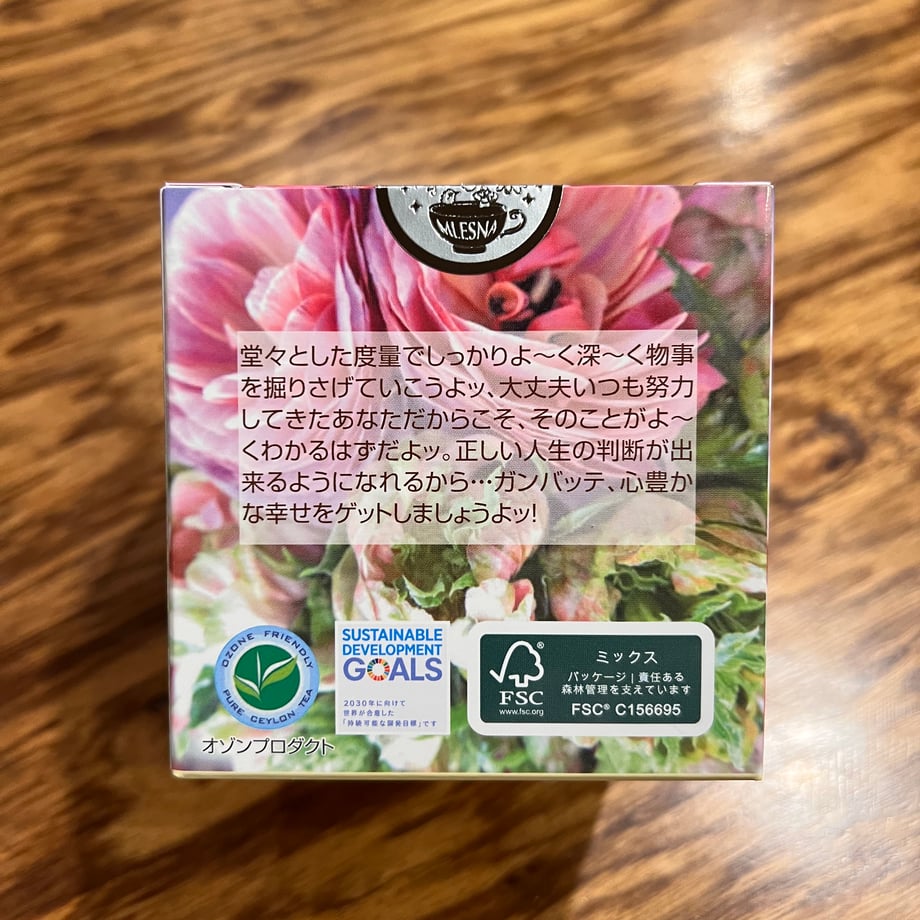 MLESNA
堂々とした度量でしっかりよ～く深～く物事
を掘りさげていこうよッ、大丈夫いつも努力
してきたあなただからこそ、そのことがよ～
くわかるはずだよッ。正しい人生の判断が出
来るようになれるから…ガンバッテ、心豊か
な幸せをゲットしましょうよッ!
OZONE FRIENDLY
PURE CEYLON TEA
オゾンプロダクト
SUSTAINABLE
DEVELOPMENT
GOALS
2030年に向けて
世界が合意した
「持続可能な開発目標」です
FSC
www.fsc.org
ミックス
パッケージ | 責任ある
森林管理を支えています
FSC® C156695